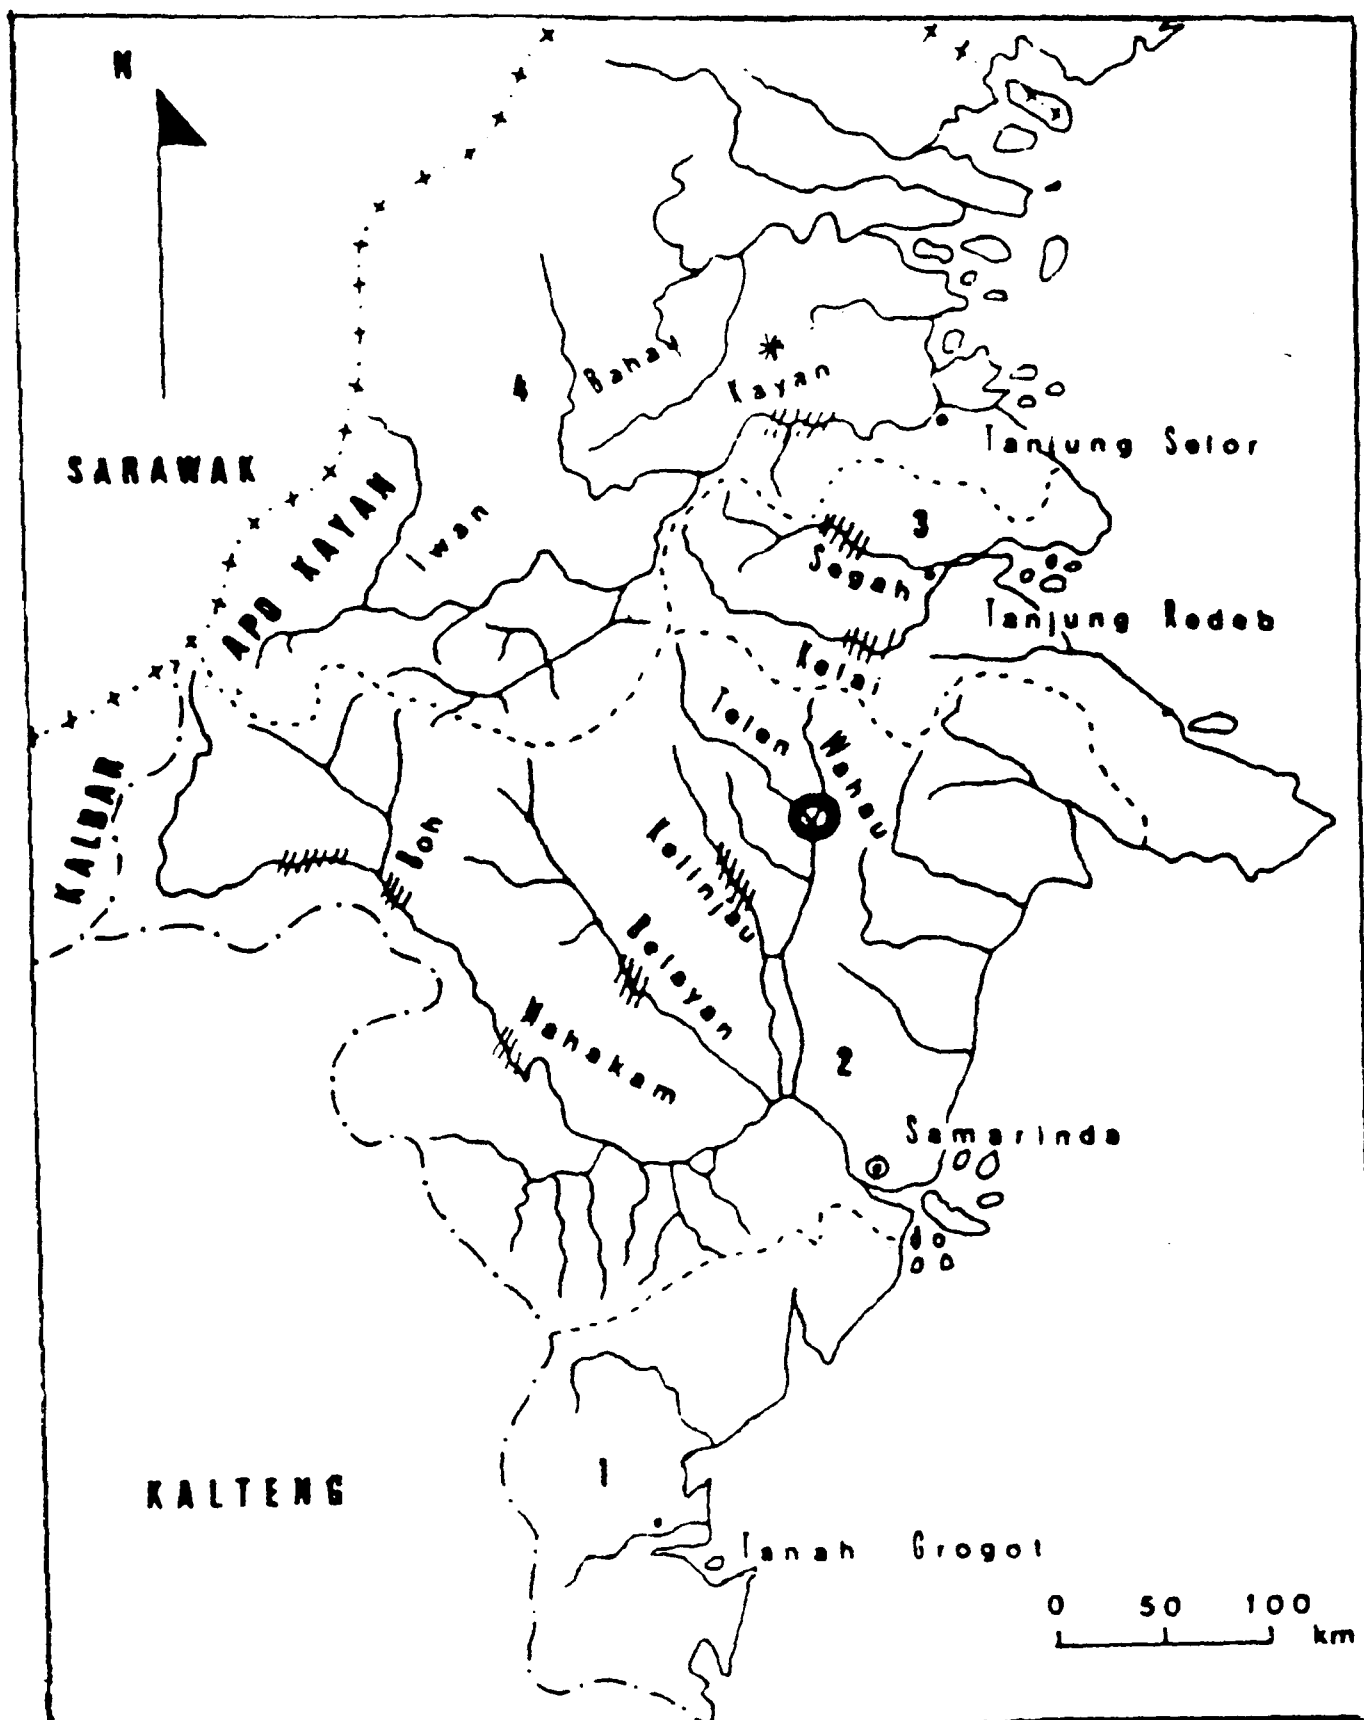 N
4
Bahau
Kayan
Tanjung Selor
SARAWAK
APO KAYAN
Iwan
3
Segah
Tanjung Redeb
Kelai
Telen
Wahau
KALBAR
Boh
Kelinjau
Belayan
Mahakam
2
Samarinda
1
KALTENG
Tanah Grogot
0 50 100
km